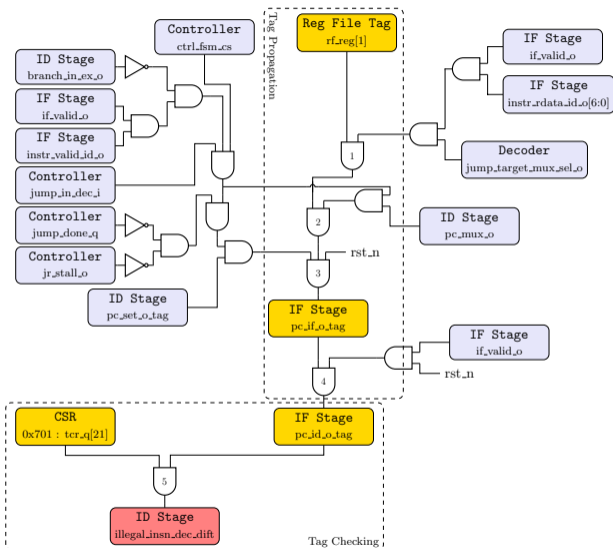 Tag Propagation
Reg File Tag
rf_reg[1]
Controller
ctrl_fsm_cs
ID Stage
branch_in_ex_o
IF Stage
if_valid_o
IF Stage
instr_valid_id_o
Controller
jump_in_dec_i
Controller
jump_done_q
Controller
jr_stall_o
ID Stage
pc_set_o_tag
IF Stage
if_valid_o
IF Stage
instr_rdata_id_o[6:0]
Decoder
jump_target_mux_sel_o
ID Stage
pc_mux_o
1
2
rst_n
3
IF Stage
pc_if_o_tag
IF Stage
if_valid_o
rst_n
4
CSR
0x701 : tcr_q[21]
IF Stage
pc_id_o_tag
5
ID Stage
illegal_insn_dec_dift
Tag Checking